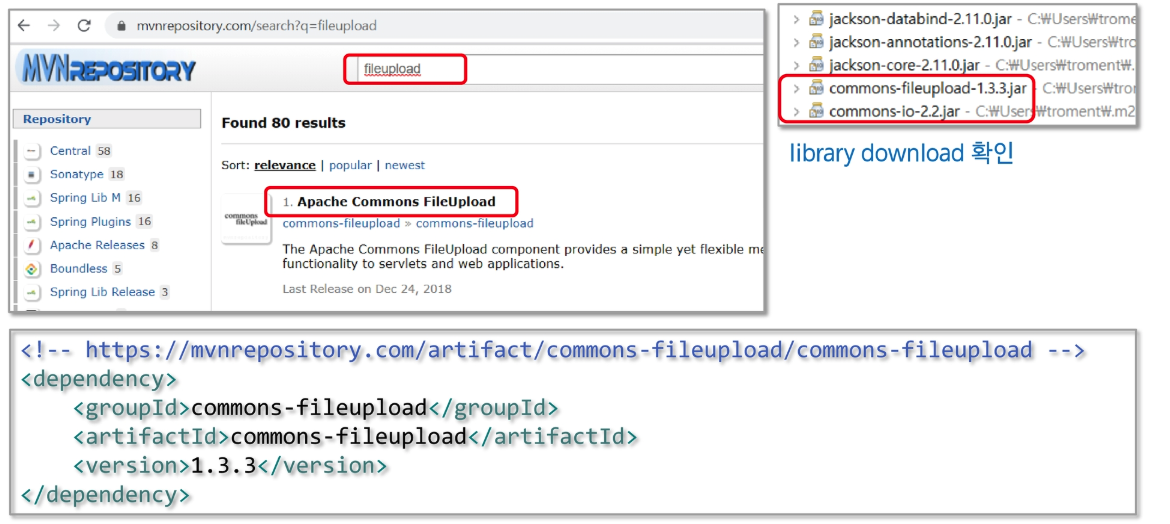 mvnrepository.com/search?q=fileupload
MVNREPOSITORY
fileupload
Repository
Central 58
Sonatype 18
Spring Lib M 16
Spring Plugins 16
Apache Releases 8
Boundless 5
Spring Lib Release 3
Found 80 results
Sort: relevance | popular | newest
commons
fileUpload
1. Apache Commons FileUpload
commons-fileupload » commons-fileupload
The Apache Commons FileUpload component provides a simple yet flexible me
functionality to servlets and web applications.
Last Release on Dec 24, 2018
jackson-databind-2.11.0.jar - C:₩Users₩trome
jackson-annotations-2.11.0.jar - C:₩Users₩tro
jackson-core-2.11.0.jar - C:₩Users₩troment₩.
commons-fileupload-1.3.3.jar - C:₩Users₩tror
commons-io-2.2.jar - C:₩Users₩troment₩.m2
library download 확인
<!-- https://mvnrepository.com/artifact/commons-fileupload/commons-fileupload -->
<dependency>
<groupId>commons-fileupload</groupId>
<artifactId>commons-fileupload</artifactId>
<version>1.3.3</version>
</dependency>